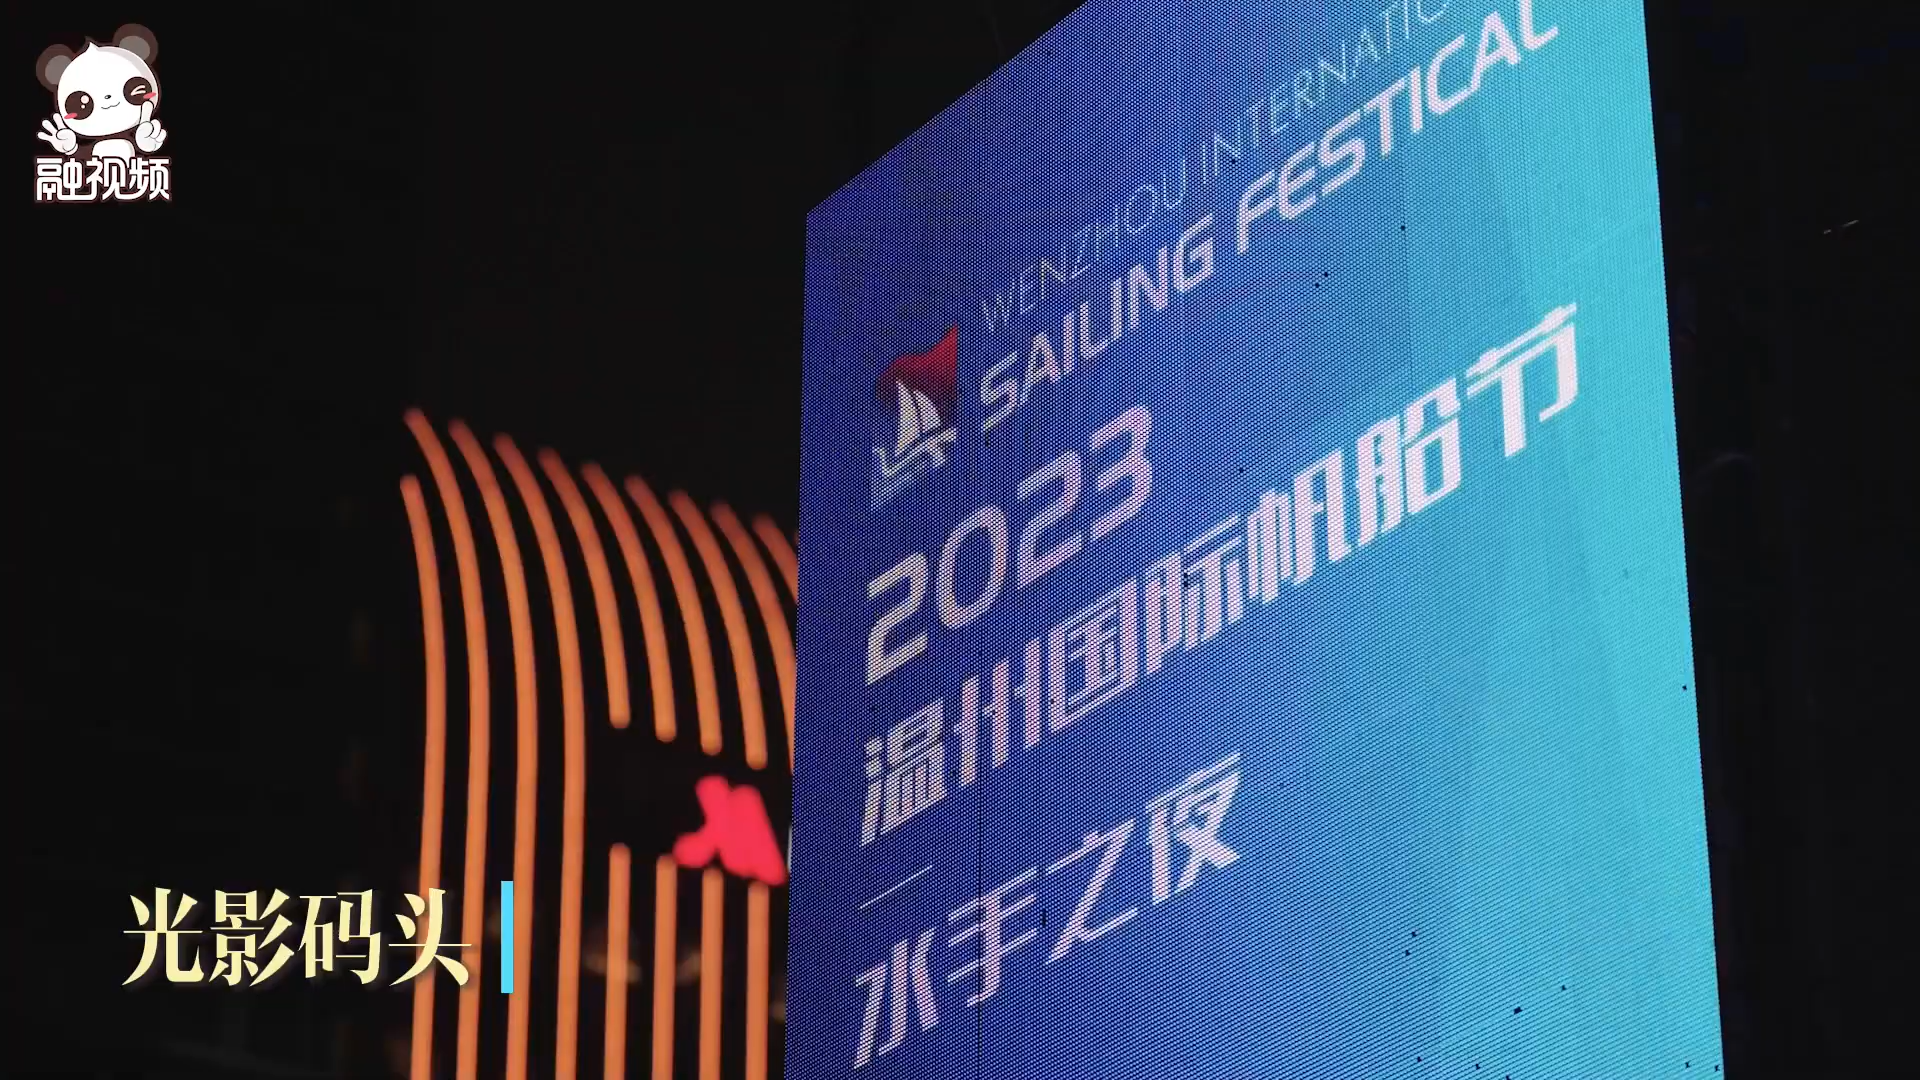 融视频
WENZHOU INTERNATIO
SAILING FESTICAL
2023
温州国际帆船节
水手之夜
光影码头